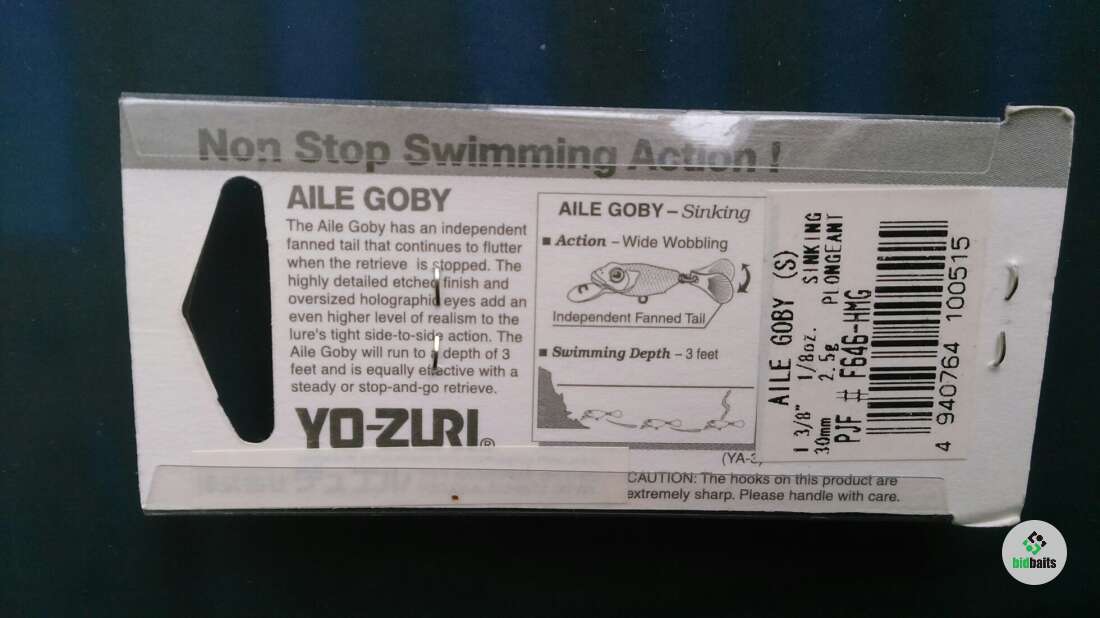 Non Stop Swimming Action !
AILE GOBY
The Aile Goby has an independent
fanned tail that continues to flutter
when the retrieve is stopped. The
highly detailed etched finish and
oversized holographic eyes add an
even higher level of realism to the
lure's tight side-to-side action. The
Aile Goby will run to a depth of 3
feet and is equally effective with a
steady or stop-and-go retrieve.
YO-ZURI®
AILE GOBY – Sinking
■ Action – Wide Wobbling
Independent Fanned Tail
■ Swimming Depth – 3 feet
(YA-3
CAUTION: The hooks on this product are
extremely sharp. Please handle with care.
AILE GOBY (S)
1 3/8" 1/8oz. SINKING
30mm 2.5g PLONGEANT
PJF # F646-HMG
4 940764 100515
bidbaits